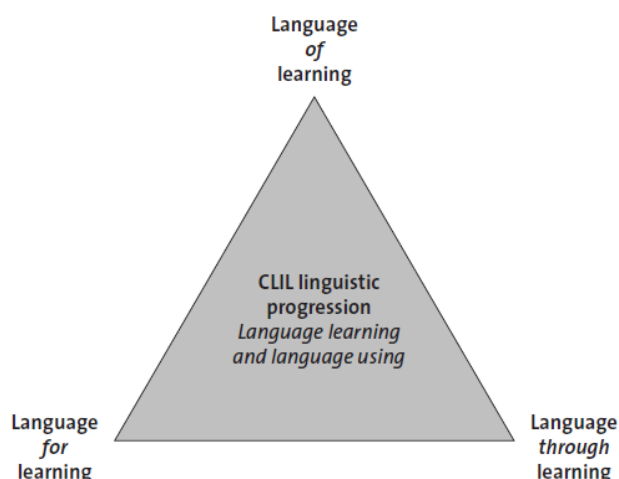 Language
of
learning
CLIL linguistic
progression
Language learning
and language using
Language
for
learning
Language
through
learning